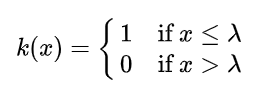 k(x) = { 1 if x ≤ λ
0 if x > λ